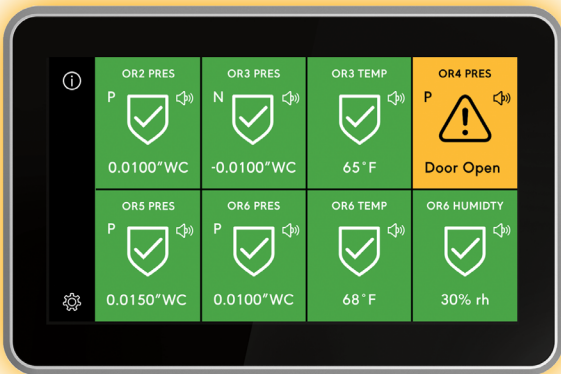 OR2 PRES
P
0.0100"WC
OR3 PRES
N
-0.0100"WC
OR3 TEMP
65°F
OR4 PRES
P
Door Open
OR5 PRES
P
0.0150"WC
OR6 PRES
P
0.0100"WC
OR6 TEMP
68°F
OR6 HUMIDTY
30% rh